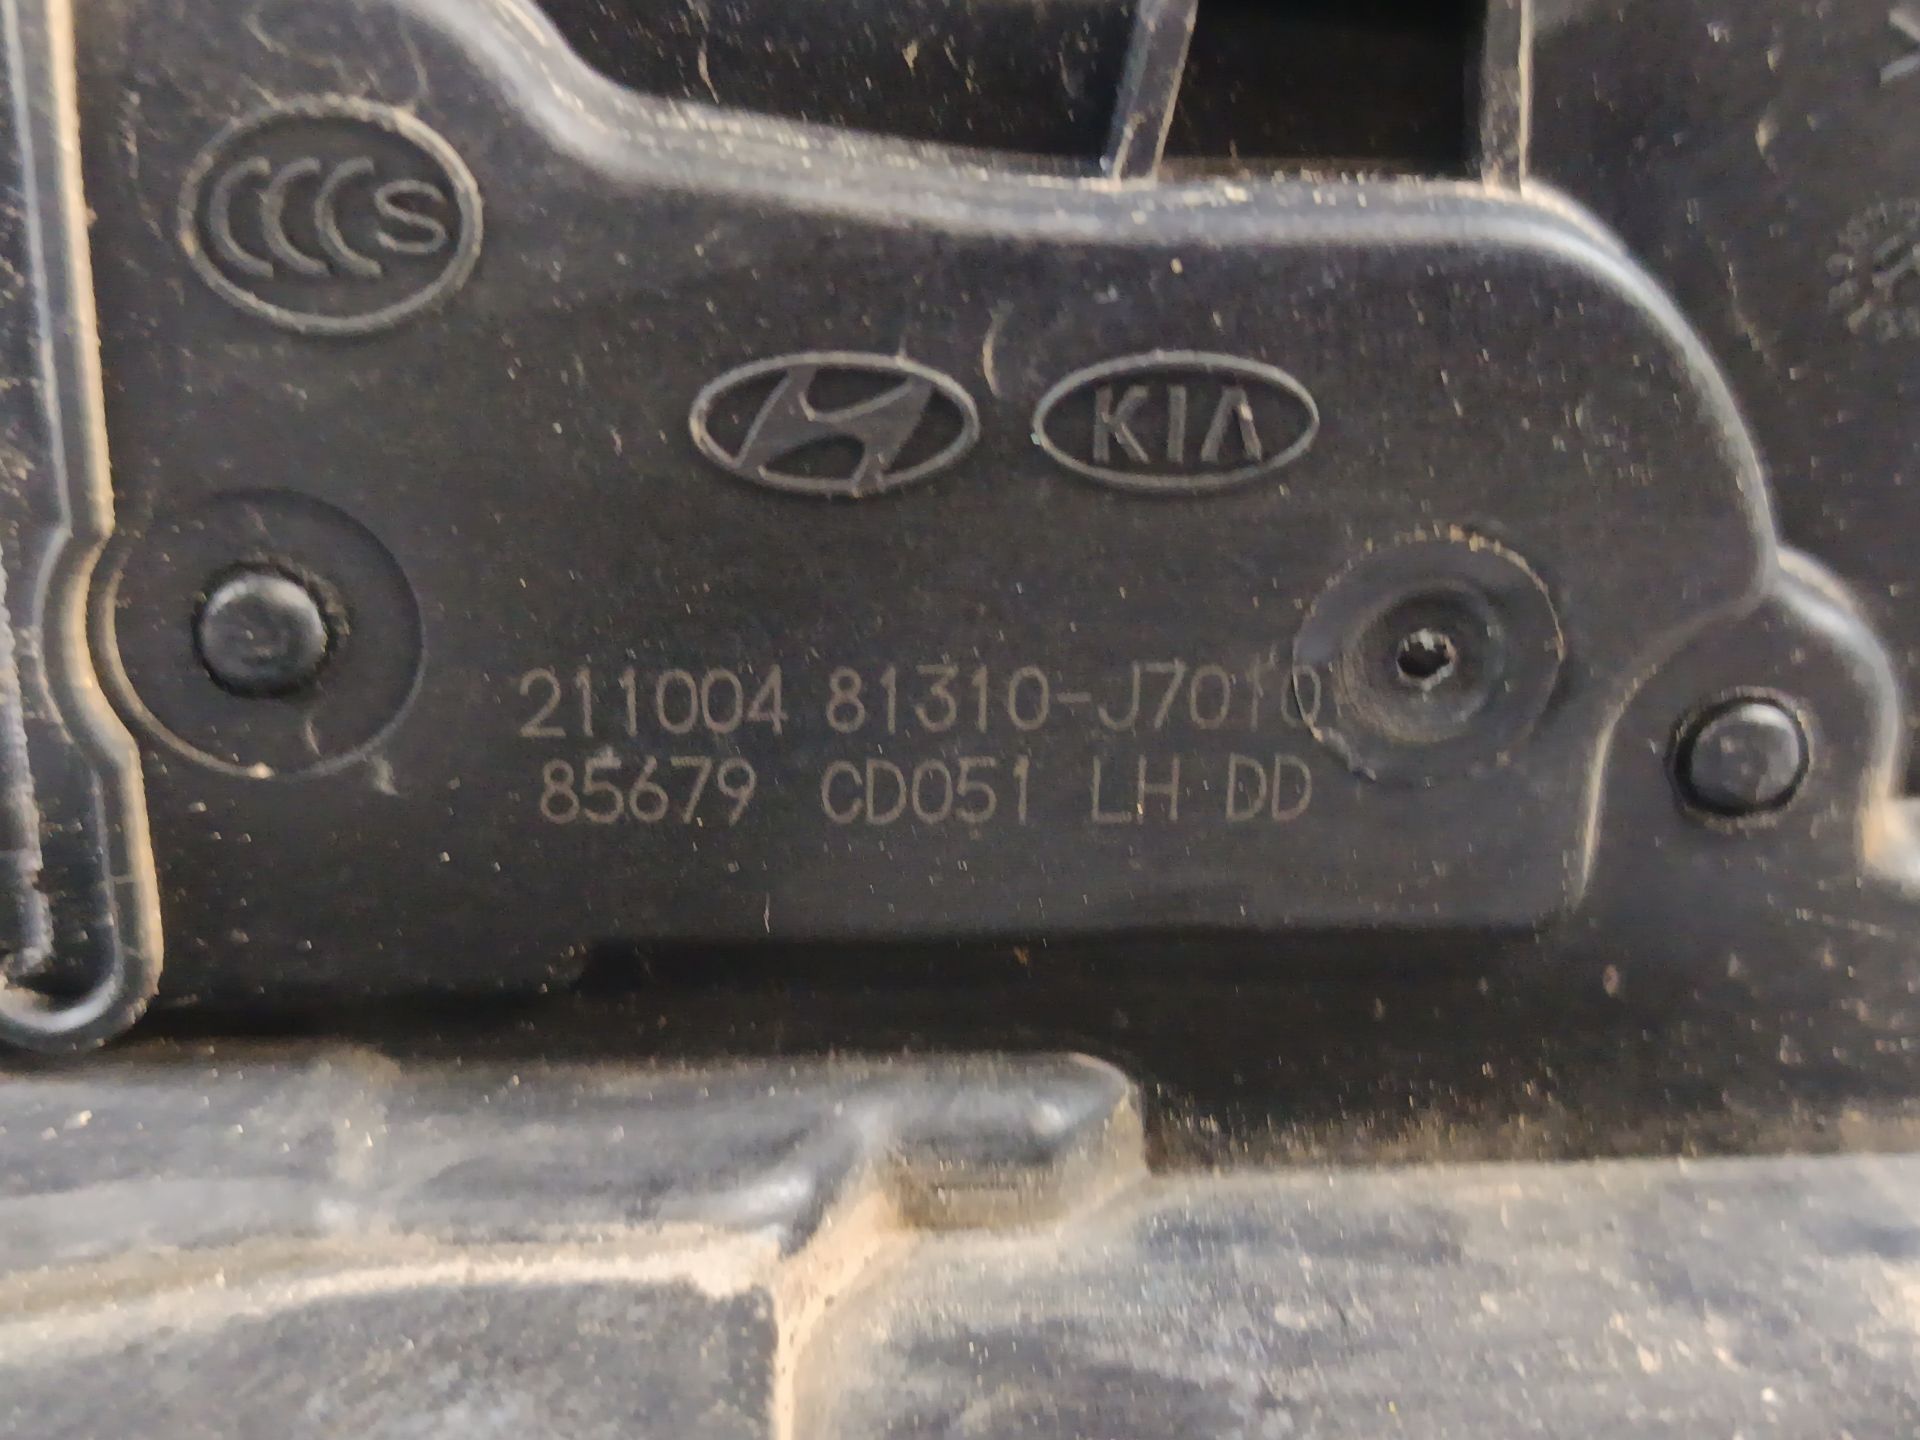 CCCS
KIA
211004 81310-J7010
85679 CD051 LH DD